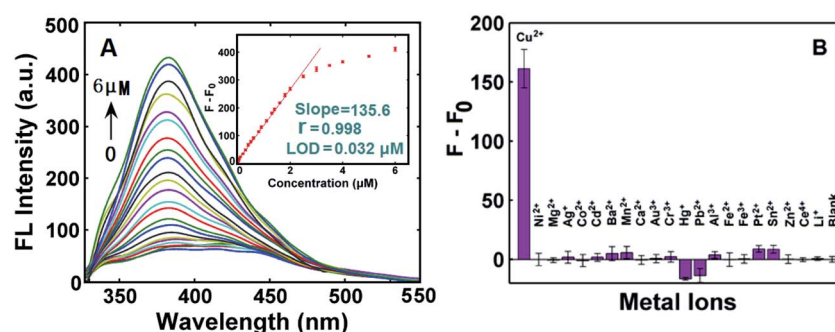 A
FL Intensity (a.u.)
500
400
300
200
100
0
6μM
0
350
400
450
500
550
Wavelength (nm)
F - F0
400
300
200
100
0
0
2
4
6
Concentration (μM)
Slope=135.6
r=0.998
LOD=0.032 μM
B
F - F0
200
150
100
50
0
Cu2+
Ni2+
Mg2+
Ag+
Co2+
Cd2+
Ba2+
Mn2+
Ca2+
Au3+
Cr3+
Hg+
Pb2+
Al3+
Fe2+
Fe3+
Pt2+
Sn2+
Zn2+
Ce4+
Li+
Blank
Metal Ions